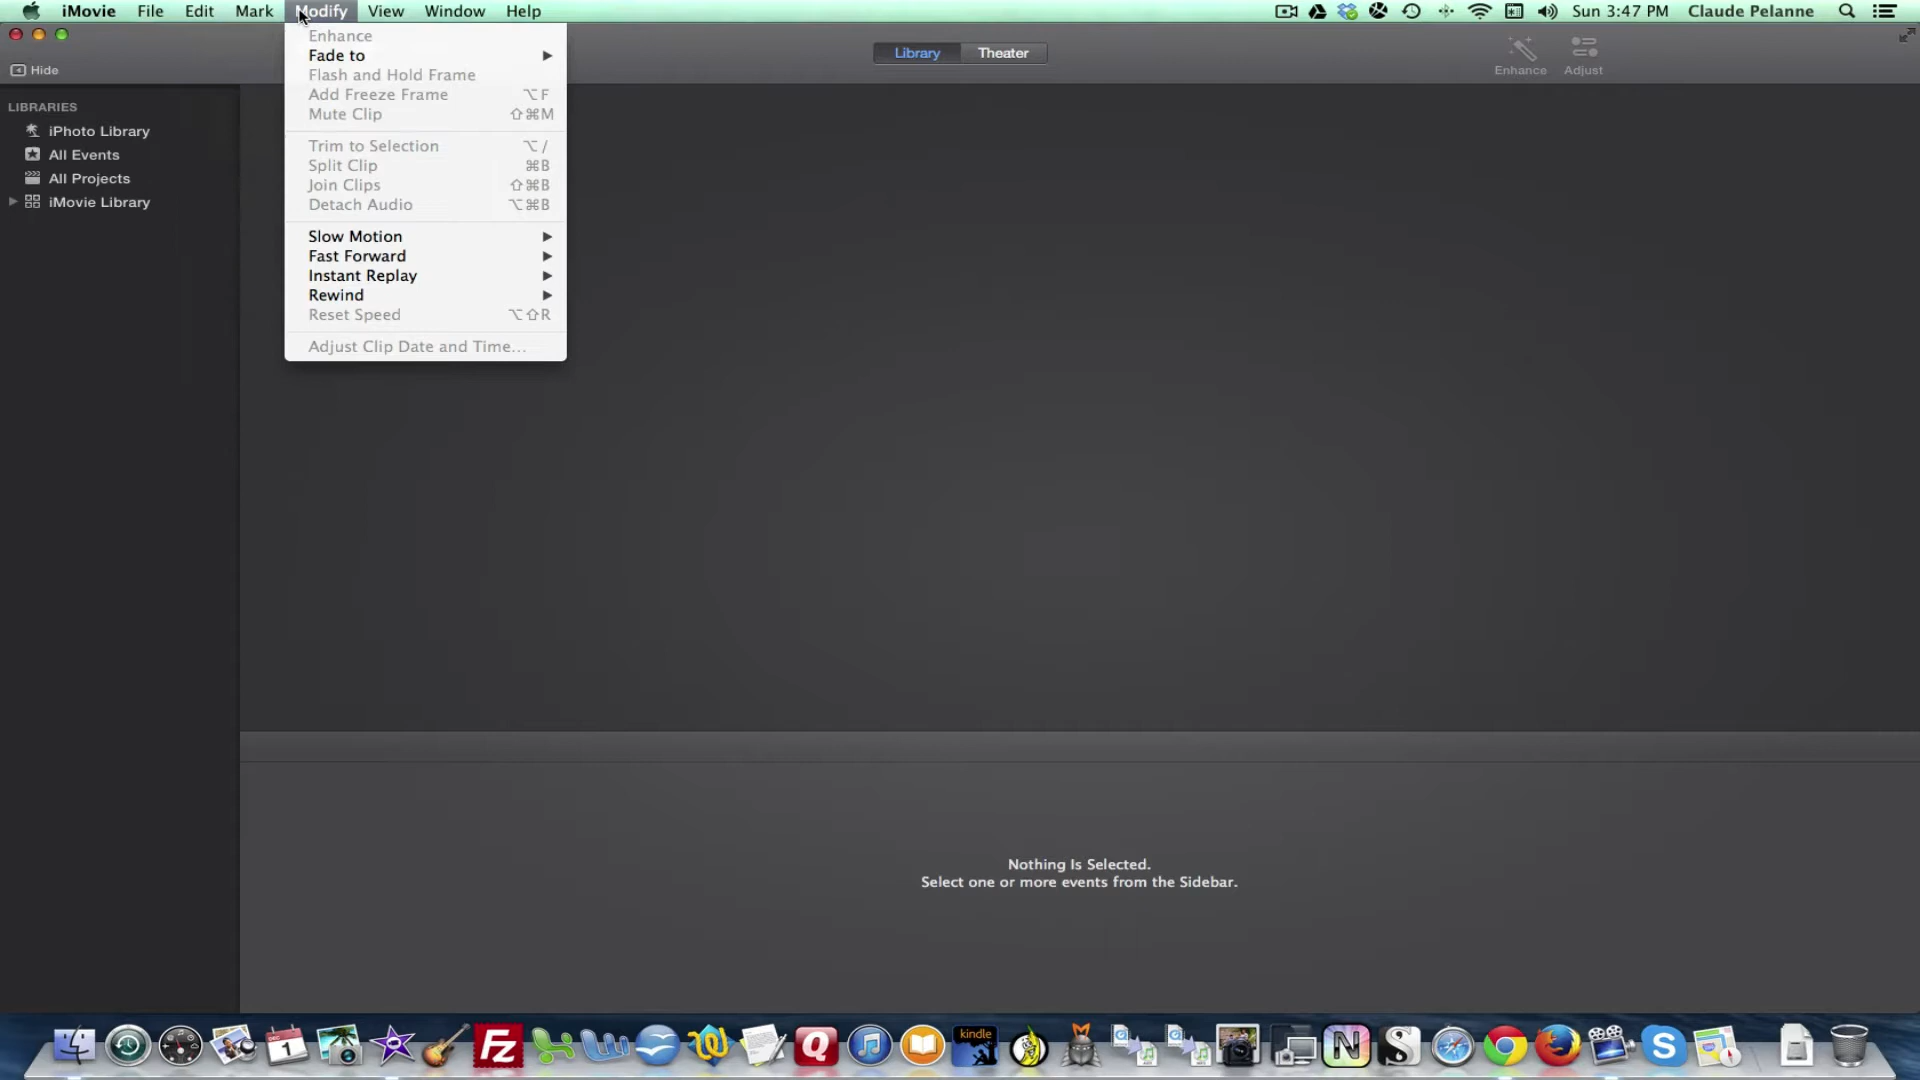 iMovie File Edit Mark Modify View Window Help Sun 3:47 PM Claude Pelanne
Hide
Library Theater
Enhance Adjust
LIBRARIES
iPhoto Library
All Events
All Projects
iMovie Library
Enhance
Fade to
Flash and Hold Frame
Add Freeze Frame ⌥F
Mute Clip ⇧⌘M
Trim to Selection ⌥/
Split Clip ⌘B
Join Clips ⇧⌘B
Detach Audio ⌥⌘B
Slow Motion
Fast Forward
Instant Replay
Rewind
Reset Speed ⌥⇧R
Adjust Clip Date and Time...
Nothing Is Selected.
Select one or more events from the Sidebar.
DEC
1
Fz
Q
kindle
N
S
S